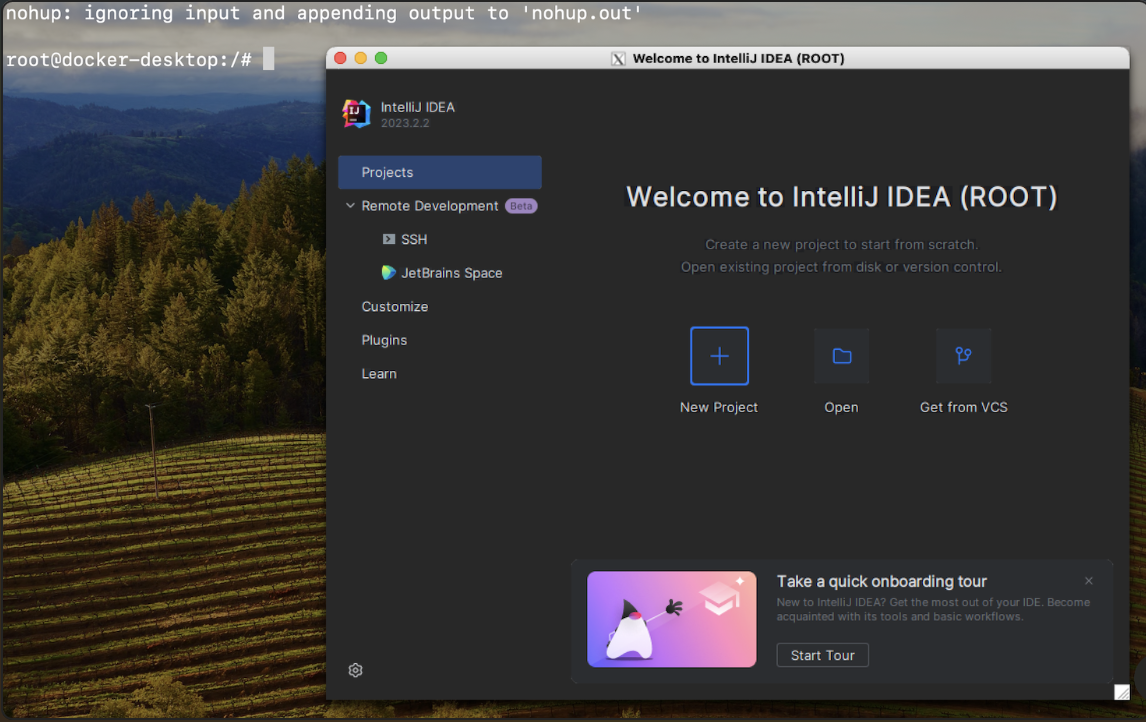 nohup: ignoring input and appending output to 'nohup.out'
root@docker-desktop:/#
Welcome to IntelliJ IDEA (ROOT)
IJ
IntelliJ IDEA
2023.2.2
Projects
Remote Development Beta
SSH
JetBrains Space
Customize
Plugins
Learn
Welcome to IntelliJ IDEA (ROOT)
Create a new project to start from scratch.
Open existing project from disk or version control.
New Project
Open
Get from VCS
Take a quick onboarding tour
New to IntelliJ IDEA? Get the most out of your IDE. Become
acquainted with its tools and basic workflows.
Start Tour